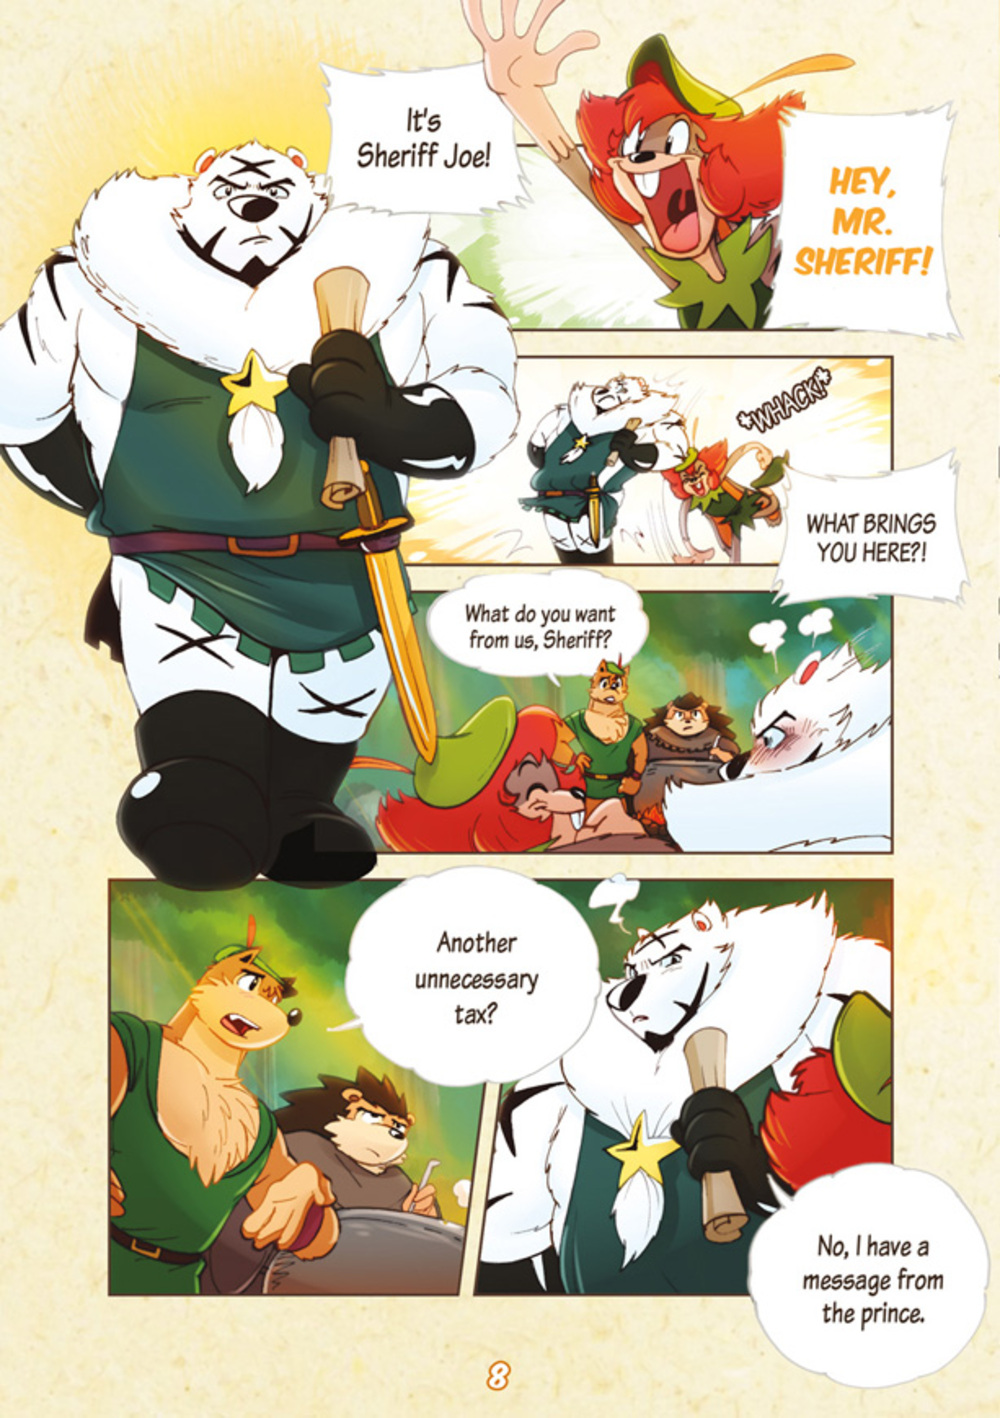 It's
Sheriff Joe!
HEY,
MR.
SHERIFF!
*WHACK!*
WHAT BRINGS
YOU HERE?!
What do you want
from us, Sheriff?
Another
unnecessary
tax?
No, I have a
message from
the prince.
8